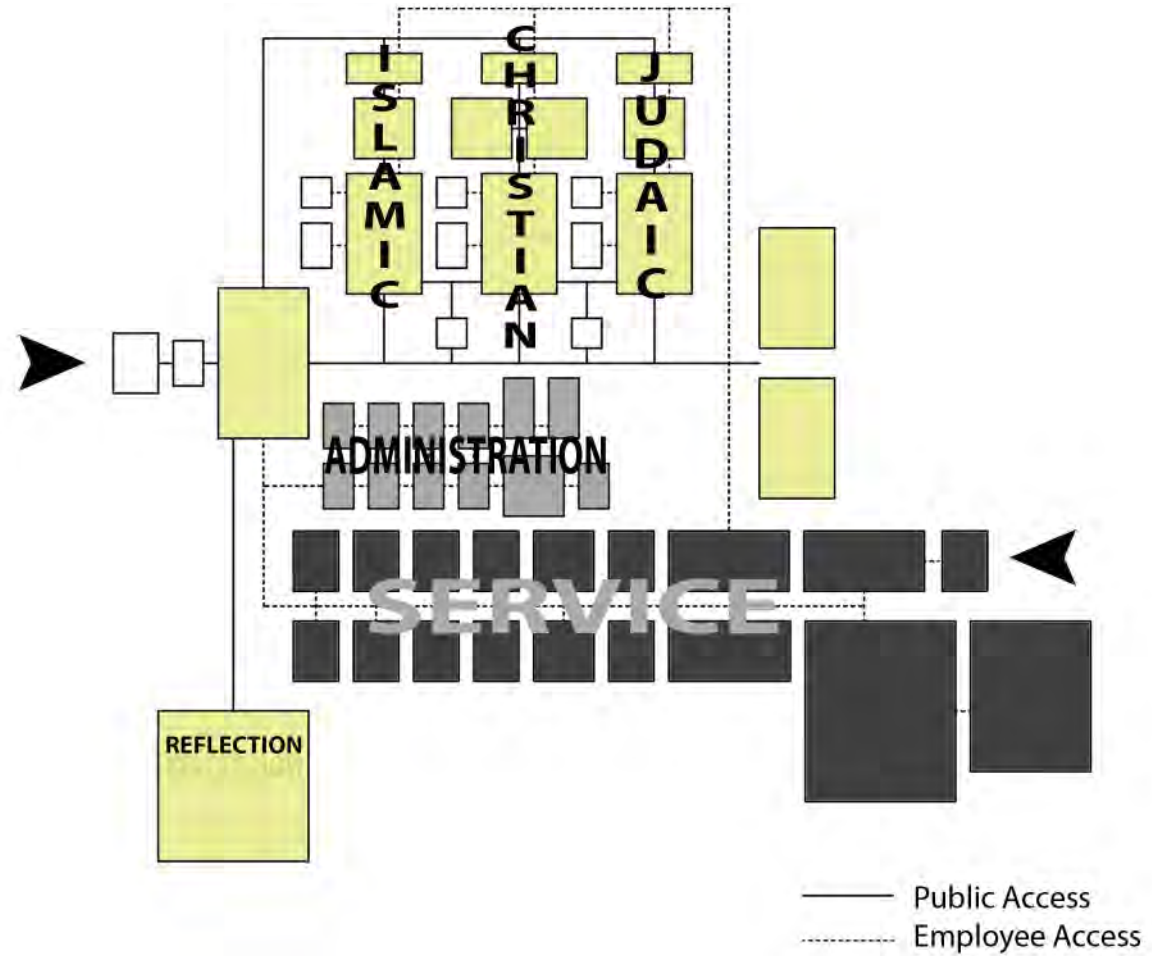 ISLAMIC
CHRISTIAN
JUDAIC
ADMINISTRATION
SERVICE
REFLECTION
Public Access
Employee Access